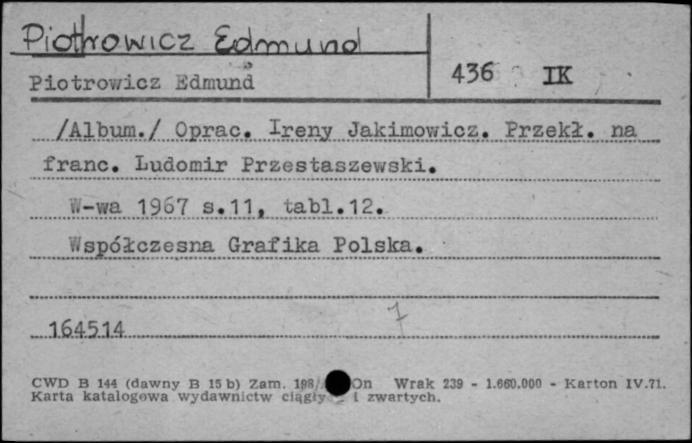 Piotrowicz Edmund
Piotrowicz Edmund 436 IK
/Album./ Oprac. Ireny Jakimowicz. Przekł. na
franc. Ludomir Przestaszewski.
W-wa 1967 s.11, tabl.12.
Współczesna Grafika Polska.
7
164514
CWD B 144 (dawny B 15 b) Zam. On Wrak 239 - 1.660.000 - Karton IV.71.
Karta katalogowa wydawnictw ciągły i zwartych.